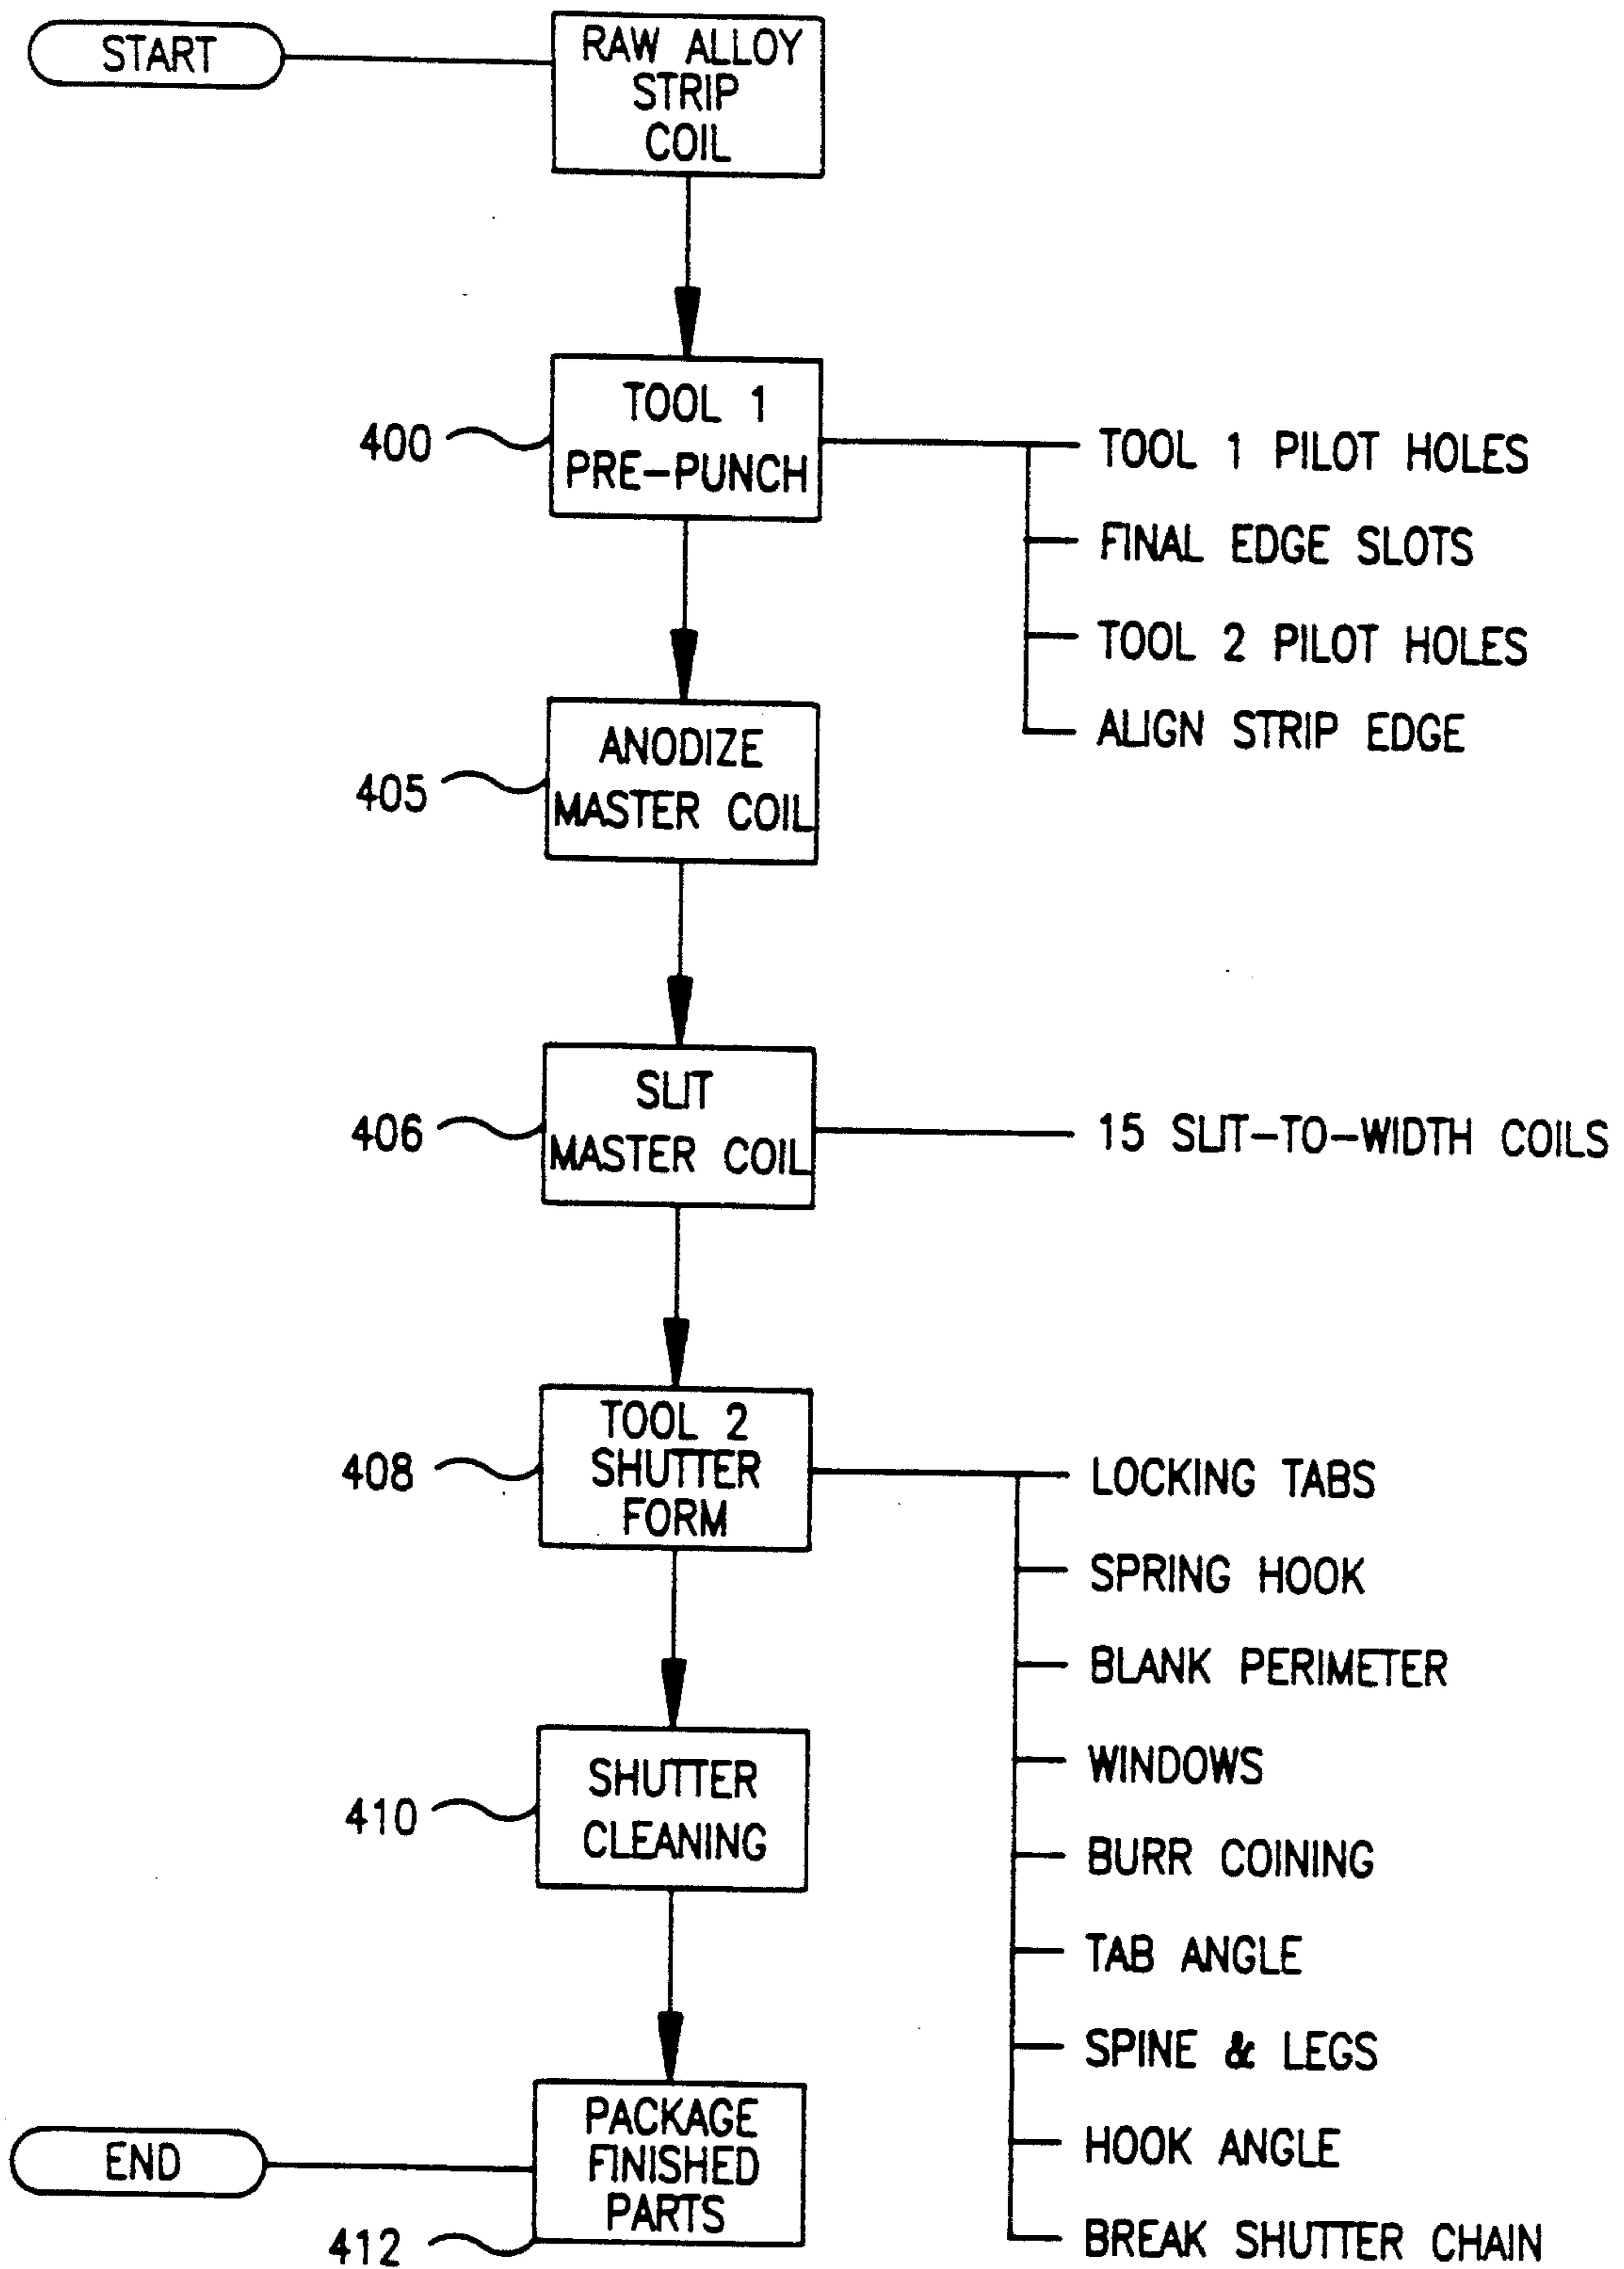 START
RAW ALLOY
STRIP
COIL
TOOL 1
PRE-PUNCH
400
TOOL 1 PILOT HOLES
FINAL EDGE SLOTS
TOOL 2 PILOT HOLES
ALIGN STRIP EDGE
ANODIZE
MASTER COIL
405
SLIT
MASTER COIL
406
15 SLIT-TO-WIDTH COILS
TOOL 2
SHUTTER
FORM
408
LOCKING TABS
SPRING HOOK
BLANK PERIMETER
WINDOWS
BURR COINING
TAB ANGLE
SPINE & LEGS
HOOK ANGLE
BREAK SHUTTER CHAIN
SHUTTER
CLEANING
410
PACKAGE
FINISHED
PARTS
412
END